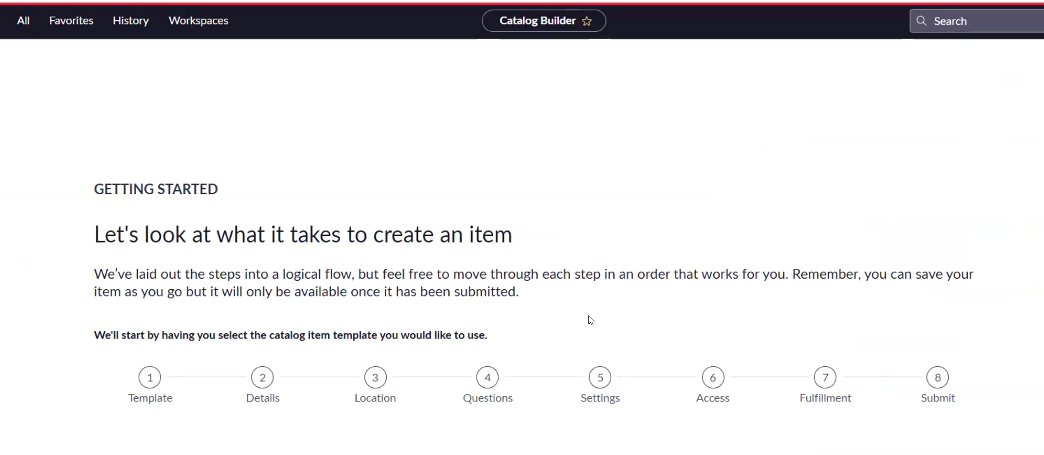 All Favorites History Workspaces Catalog Builder Search
GETTING STARTED
Let's look at what it takes to create an item
We've laid out the steps into a logical flow, but feel free to move through each step in an order that works for you. Remember, you can save your
item as you go but it will only be available once it has been submitted.
We'll start by having you select the catalog item template you would like to use.
1 2 3 4 5 6 7 8
Template Details Location Questions Settings Access Fulfillment Submit